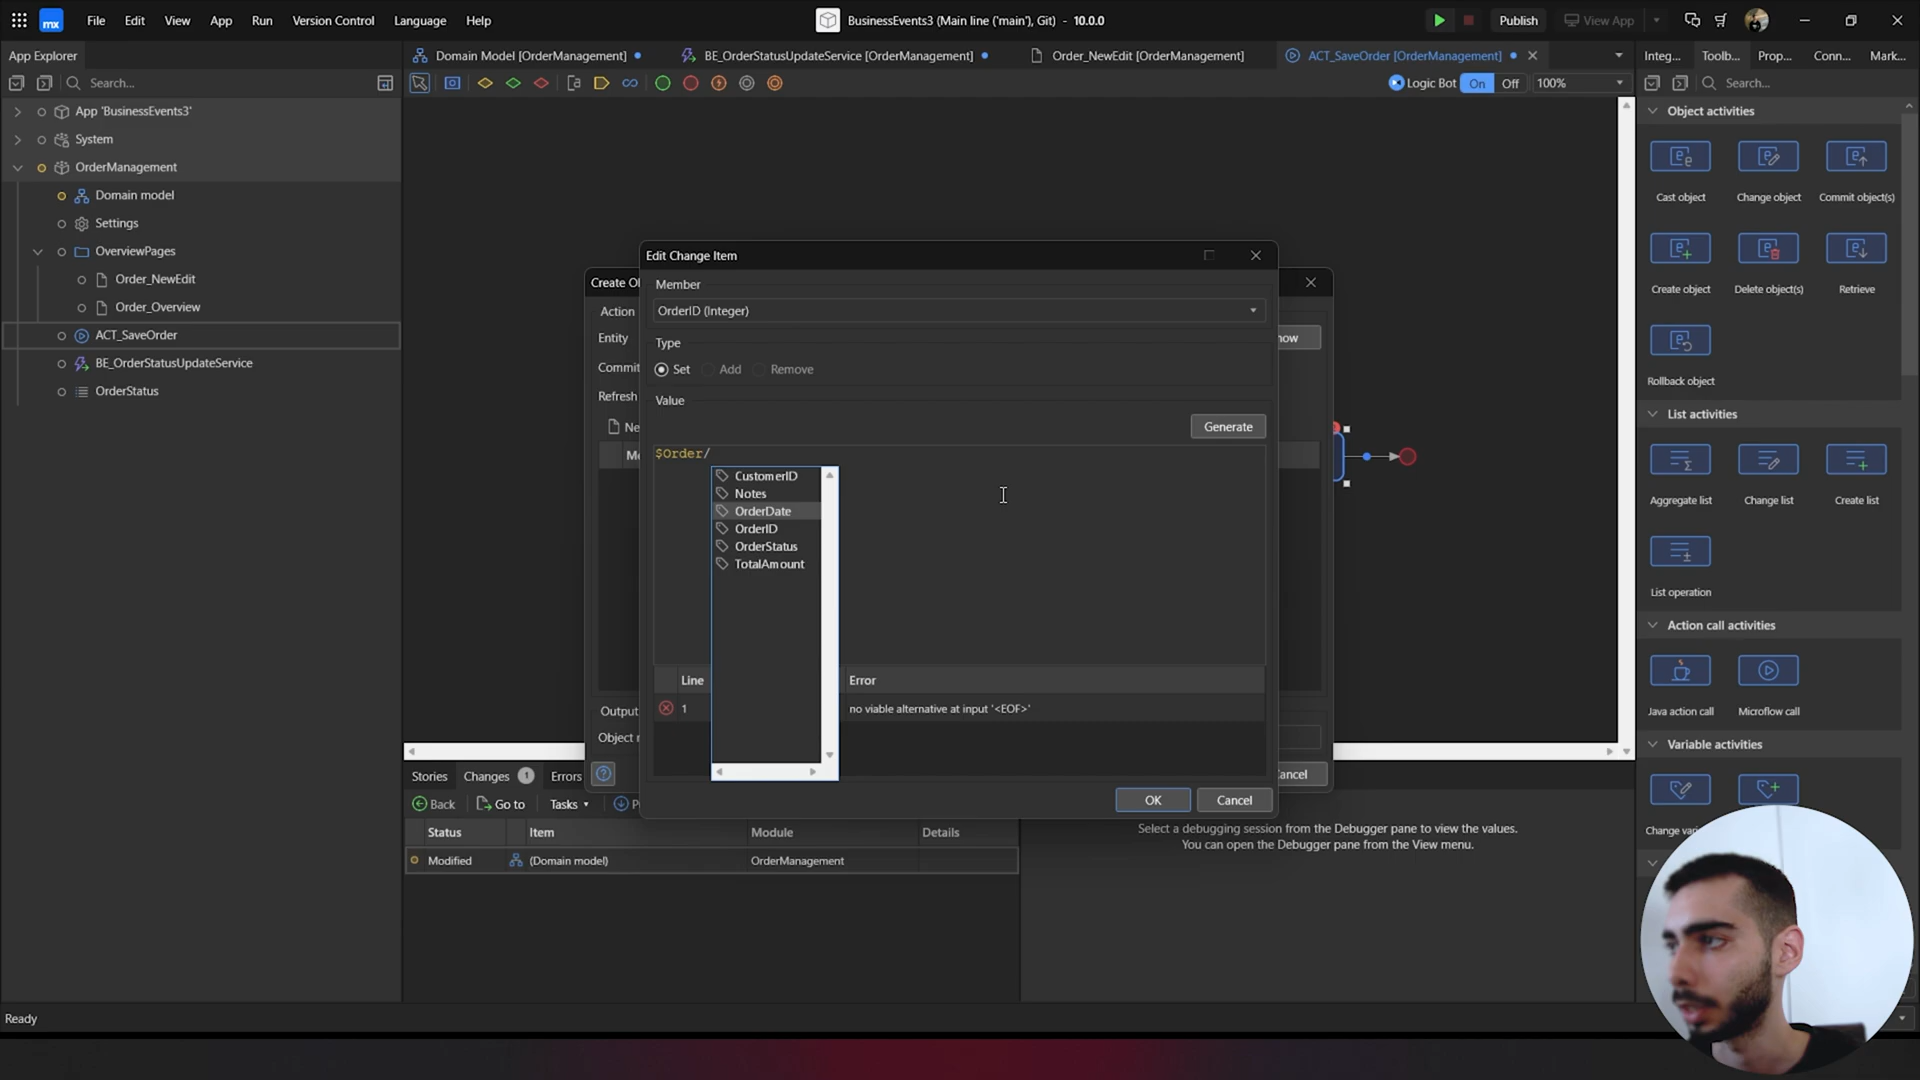 mx File Edit View App Run Version Control Language Help
BusinessEvents3 (Main line ('main'), Git) - 10.0.0
Publish View App
App Explorer
Search...
App 'BusinessEvents3'
System
OrderManagement
Domain model
Settings
OverviewPages
Order_NewEdit
Order_Overview
ACT_SaveOrder
BE_OrderStatusUpdateService
OrderStatus
Domain Model [OrderManagement]
BE_OrderStatusUpdateService [OrderManagement]
Order_NewEdit [OrderManagement]
ACT_SaveOrder [OrderManagement]
Logic Bot On Off 100%
Create Ob
Action
Entity
Commit
Refresh
Ne
M
Output
Object n
how
ancel
Edit Change Item
Member
OrderID (Integer)
Type
Set Add Remove
Value
Generate
$Order/
CustomerID
Notes
OrderDate
OrderID
OrderStatus
TotalAmount
Line Error
1 no viable alternative at input '<EOF>'
OK Cancel
Stories Changes 1 Errors
Back Go to Tasks P
Status Item Module Details
Modified (Domain model) OrderManagement
Select a debugging session from the Debugger pane to view the values.
You can open the Debugger pane from the View menu.
Integ... Toolb... Prop... Conn... Mark...
Search...
Object activities
Cast object Change object Commit object(s)
Create object Delete object(s) Retrieve
Rollback object
List activities
Aggregate list Change list Create list
List operation
Action call activities
Java action call Microflow call
Variable activities
Change var
Ready